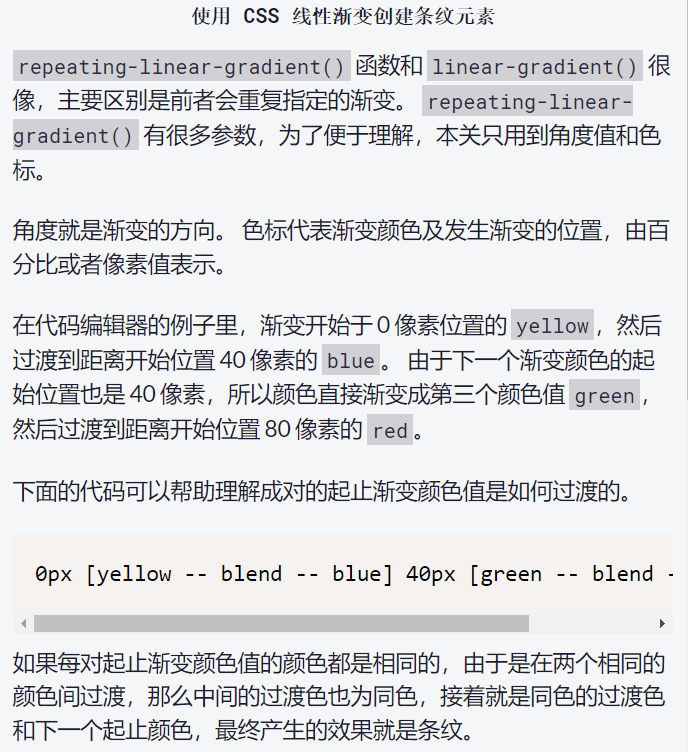 使用 CSS 线性渐变创建条纹元素
repeating-linear-gradient() 函数和 linear-gradient() 很
像，主要区别是前者会重复指定的渐变。 repeating-linear-
gradient() 有很多参数，为了便于理解，本关只用到角度值和色
标。
角度就是渐变的方向。 色标代表渐变颜色及发生渐变的位置，由百
分比或者像素值表示。
在代码编辑器的例子里，渐变开始于 0 像素位置的 yellow，然后
过渡到距离开始位置 40 像素的 blue。 由于下一个渐变颜色的起
始位置也是 40 像素，所以颜色直接渐变成第三个颜色值 green，
然后过渡到距离开始位置 80 像素的 red。
下面的代码可以帮助理解成对的起止渐变颜色值是如何过渡的。
0px [yellow -- blend -- blue] 40px [green -- blend -
如果每对起止渐变颜色值的颜色都是相同的，由于是在两个相同的
颜色间过渡，那么中间的过渡色也为同色，接着就是同色的过渡色
和下一个起止颜色，最终产生的效果就是条纹。